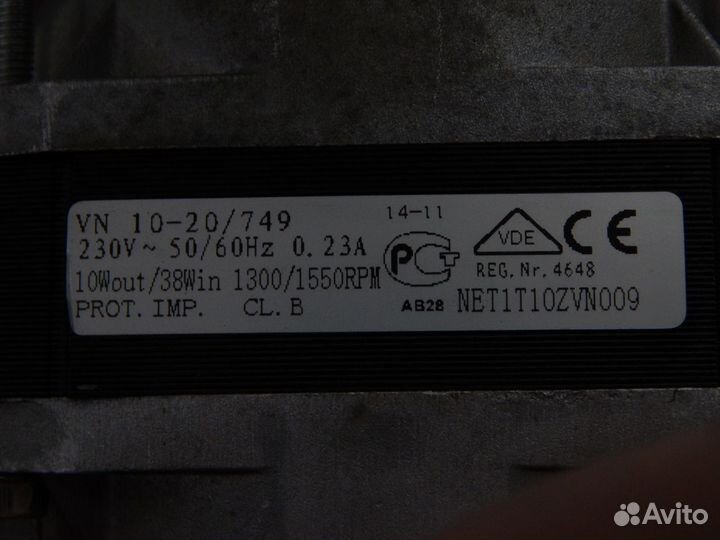 VN 10-20/749
230V~ 50/60Hz 0.23A
10Wout/38Win 1300/1550RPM
PROT. IMP. CL. B
14-11
РСТ
АВ28
VDE
CE
REG. Nr. 4648
NET1T10ZVN009
Avito